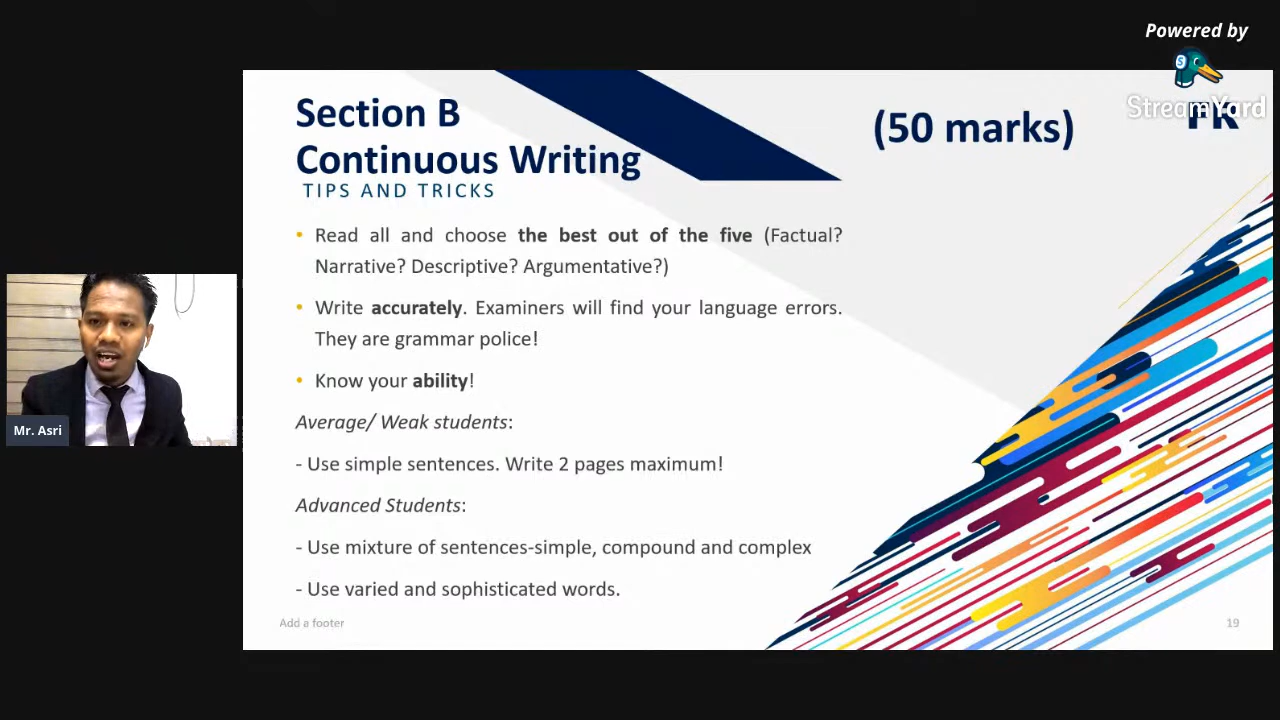 Powered by
StreamYard
Section B
Continuous Writing
(50 marks)
FR
TIPS AND TRICKS
• Read all and choose the best out of the five (Factual?
Narrative? Descriptive? Argumentative?)
• Write accurately. Examiners will find your language errors.
They are grammar police!
• Know your ability!
Average/ Weak students:
- Use simple sentences. Write 2 pages maximum!
Advanced Students:
- Use mixture of sentences-simple, compound and complex
- Use varied and sophisticated words.
Mr. Asri
Add a footer
19